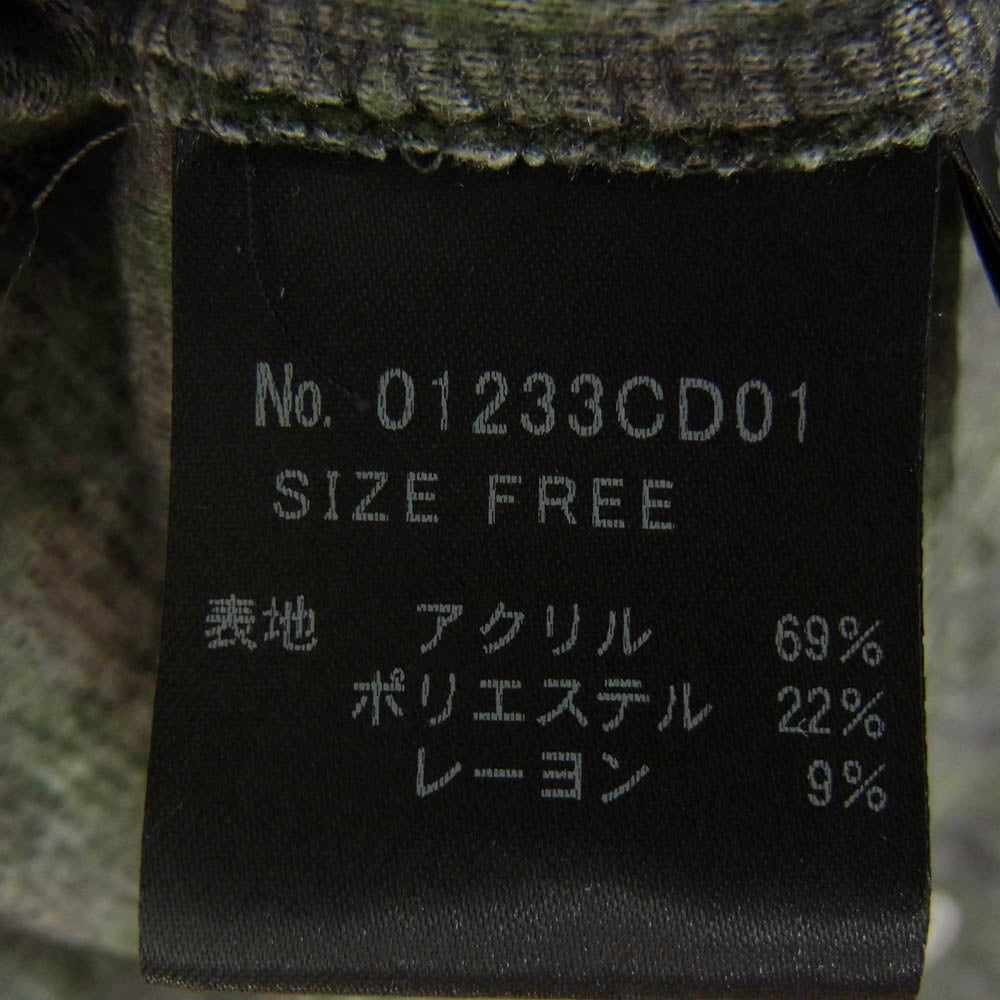 No. 01233CD01
SIZE FREE
表地 アクリル 69%
ポリエステル 22%
レーヨン 9%